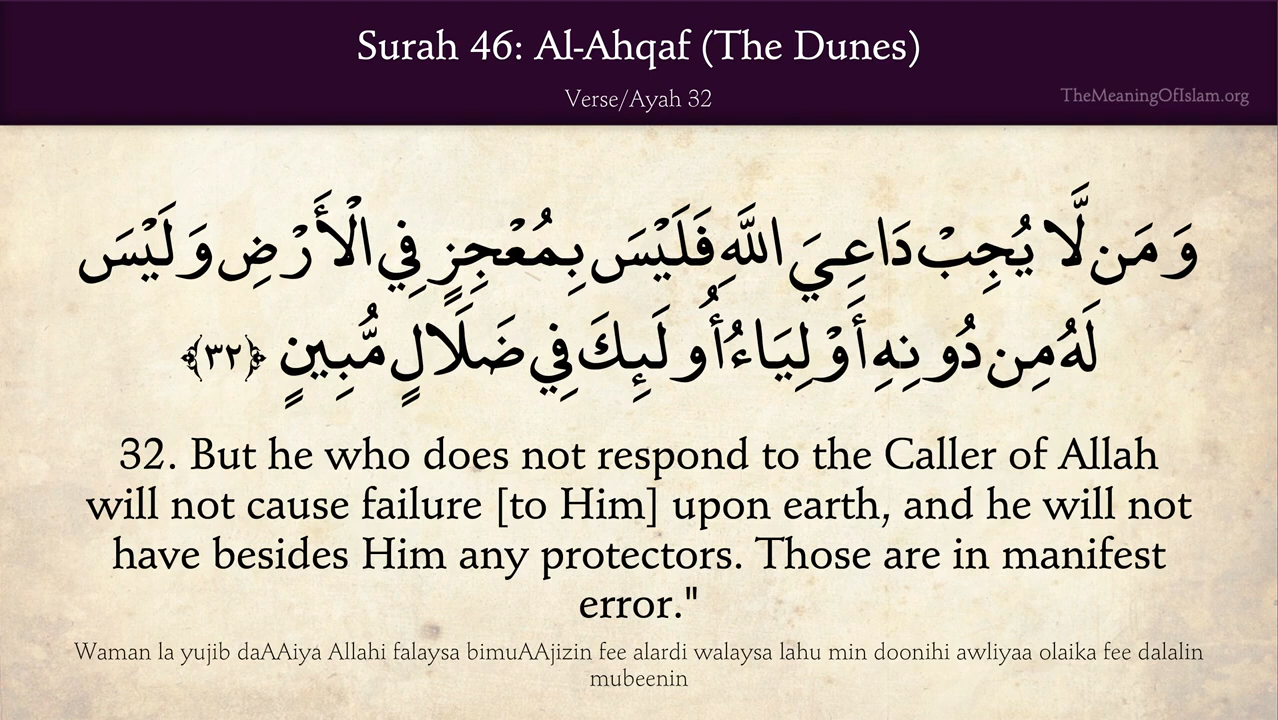 Surah 46: Al-Ahqaf (The Dunes)
Verse/Ayah 32
TheMeaningOfIslam.org
وَمَن لَّا يُجِبْ دَاعِيَ اللَّهِ فَلَيْسَ بِمُعْجِزٍ فِي الْأَرْضِ وَلَيْسَ
لَهُ مِن دُونِهِ أَوْلِيَاءُ أُولَٰئِكَ فِي ضَلَالٍ مُّبِينٍ ﴿٣٢﴾
32. But he who does not respond to the Caller of Allah
will not cause failure [to Him] upon earth, and he will not
have besides Him any protectors. Those are in manifest
error."
Waman la yujib daAAiya Allahi falaysa bimuAAjizin fee alardi walaysa lahu min doonihi awliyaa olaika fee dalalin
mubeenin